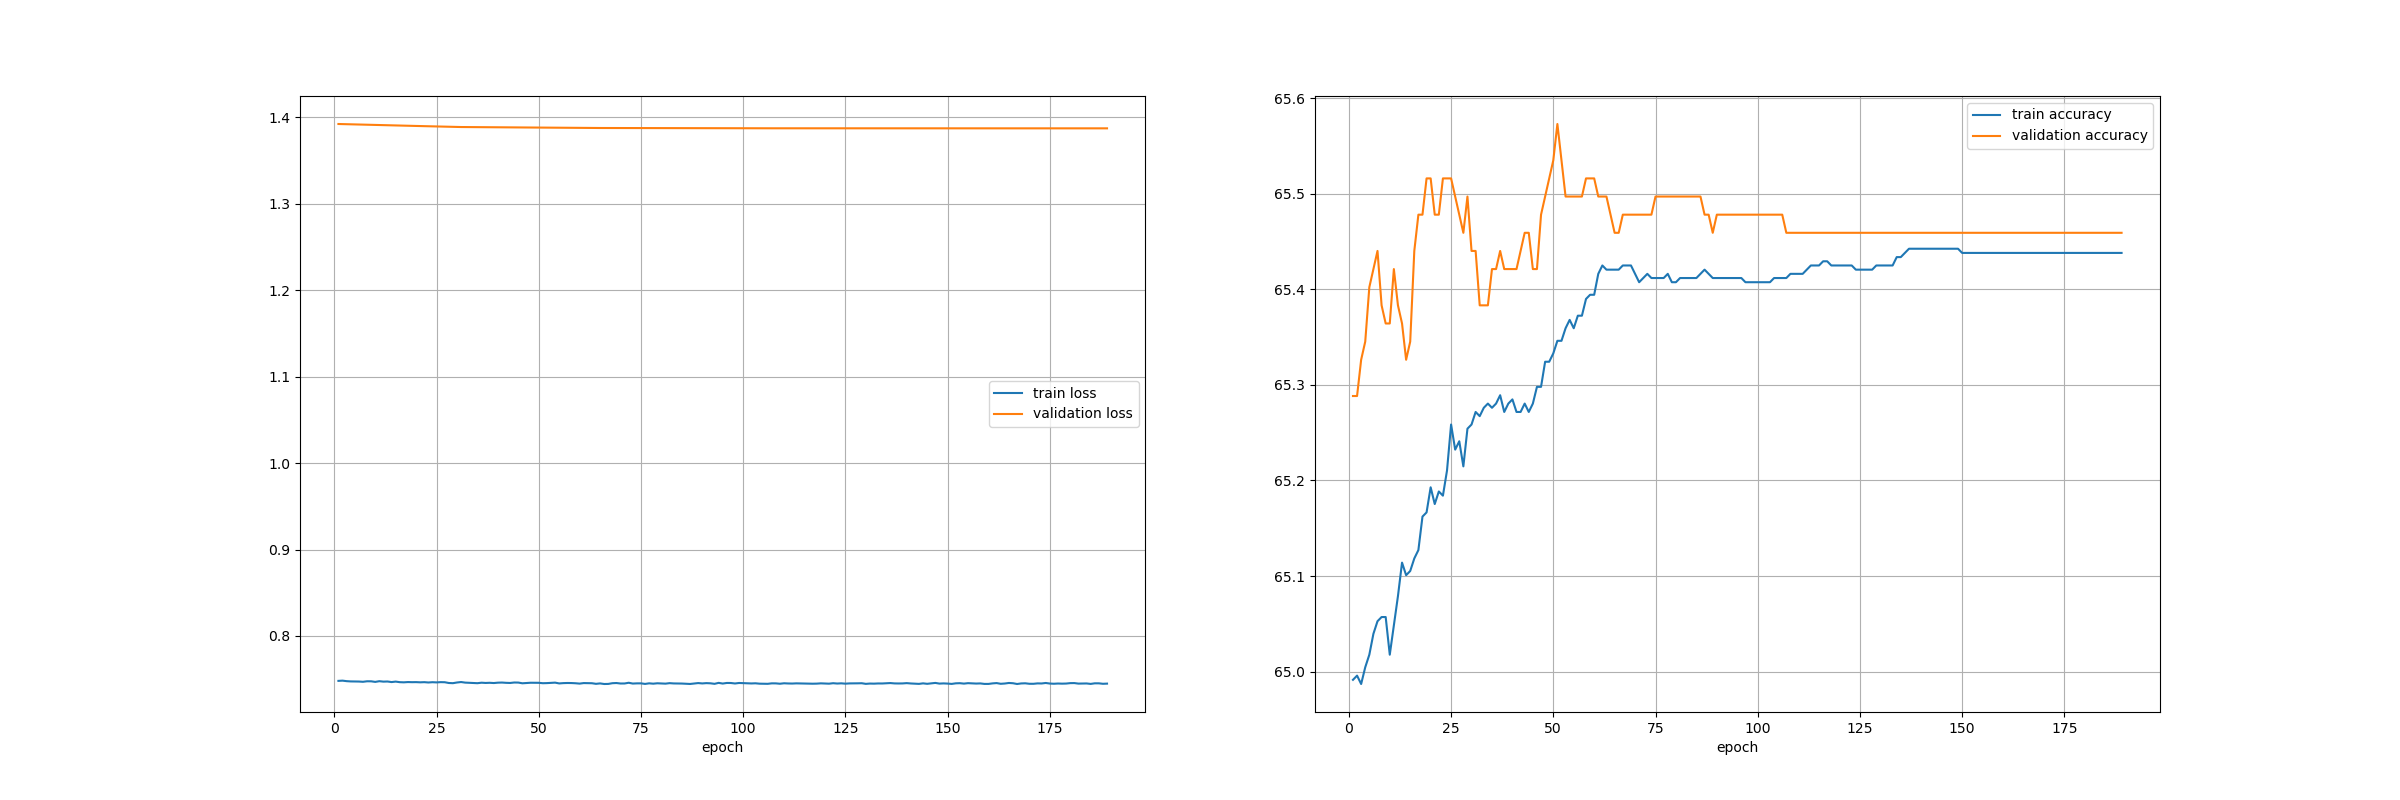 1.4
1.3
1.2
1.1
1.0
0.9
0.8
0 25 50 75 100 125 150 175
epoch
train loss
validation loss
65.6
65.5
65.4
65.3
65.2
65.1
65.0
0 25 50 75 100 125 150 175
epoch
train accuracy
validation accuracy